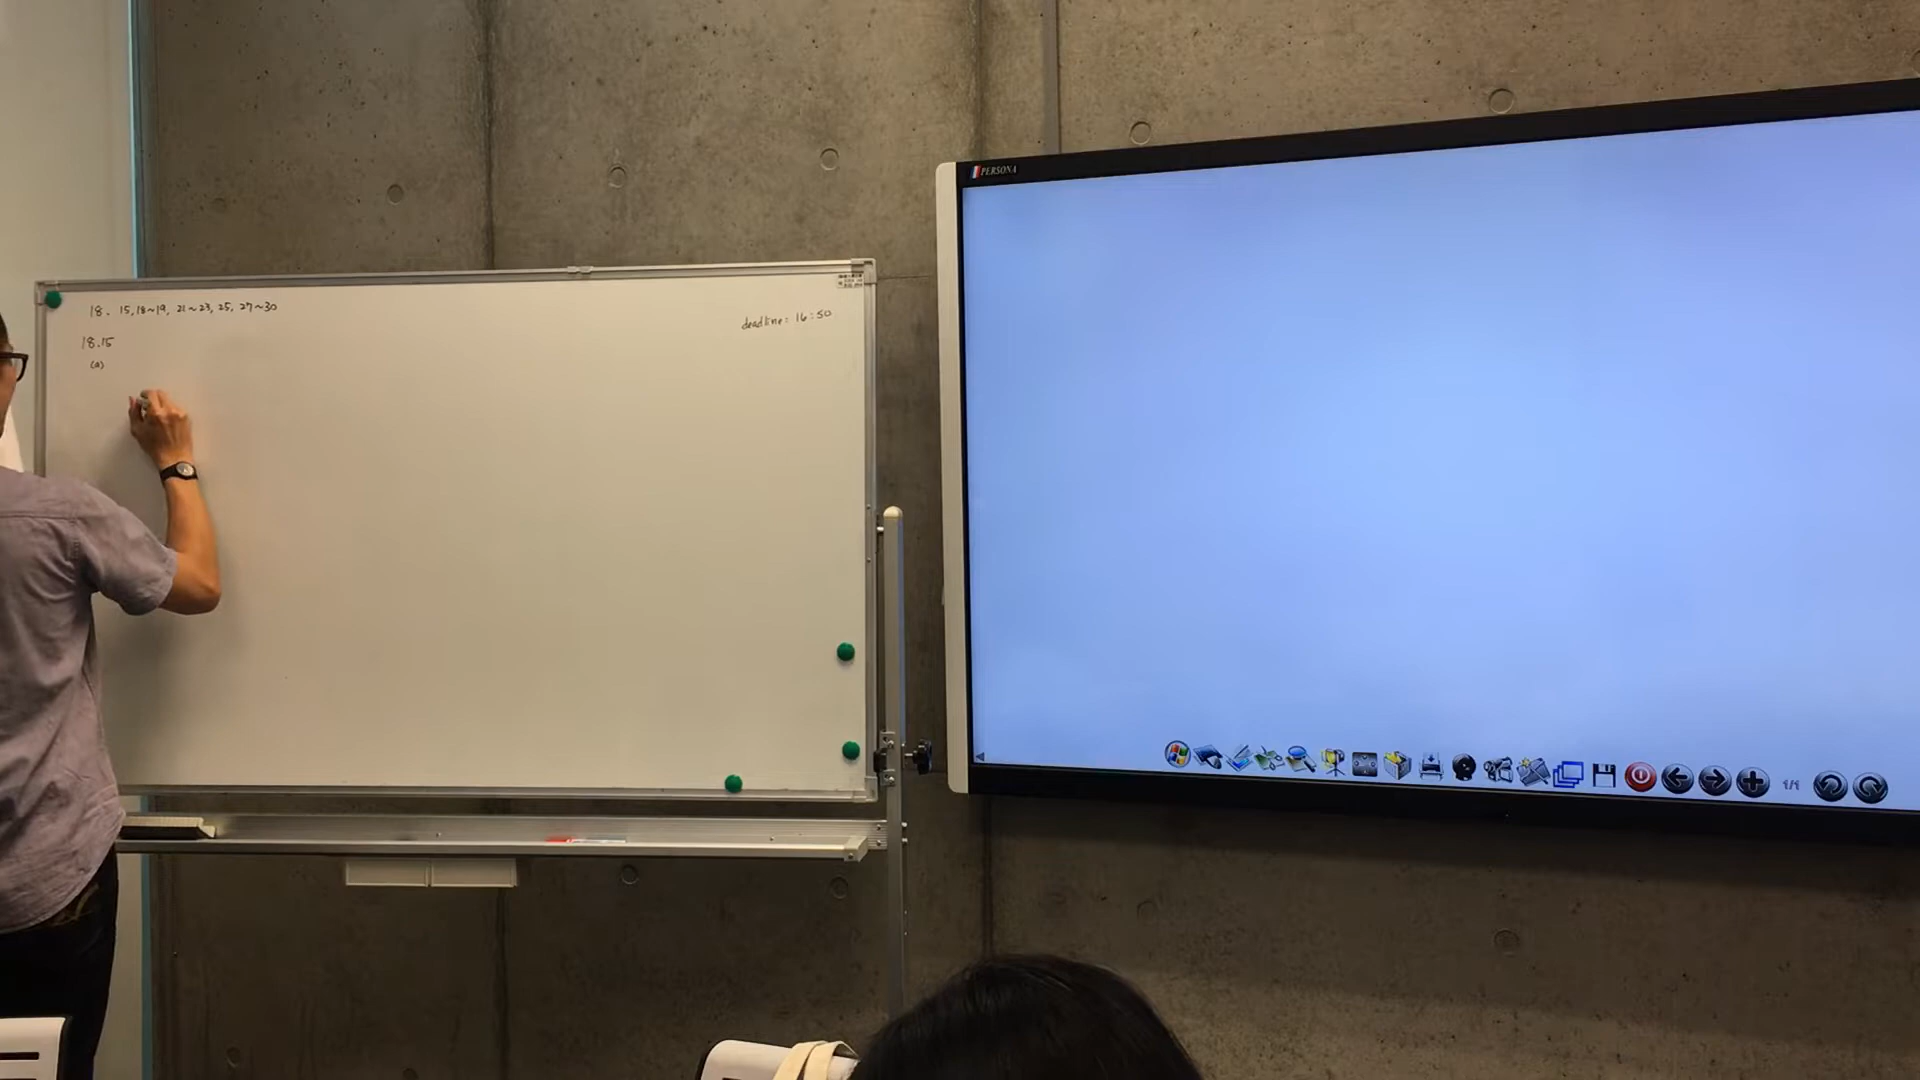 18. 15, 18~19, 21~23, 25, 27~30
deadline: 16:50
18.15
(a)
PERSONA
1/1